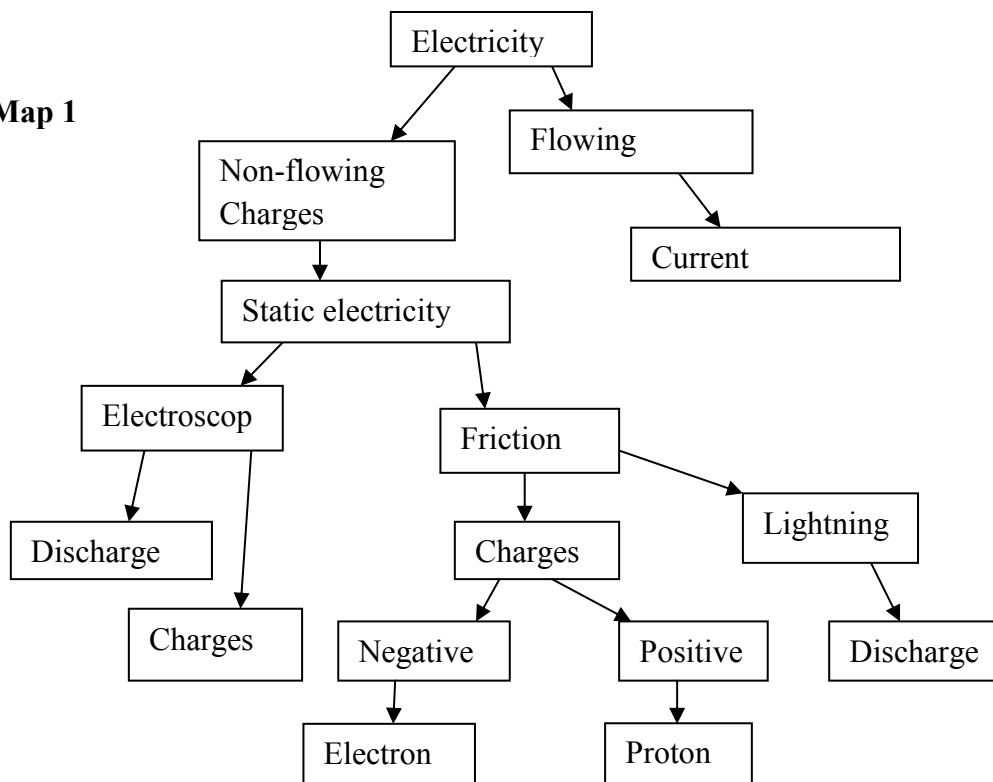 Electricity
Map 1
Flowing
Non-flowing
Charges
Current
Static electricity
Electroscop
Friction
Lightning
Discharge
Charges
Charges
Negative
Positive
Discharge
Electron
Proton